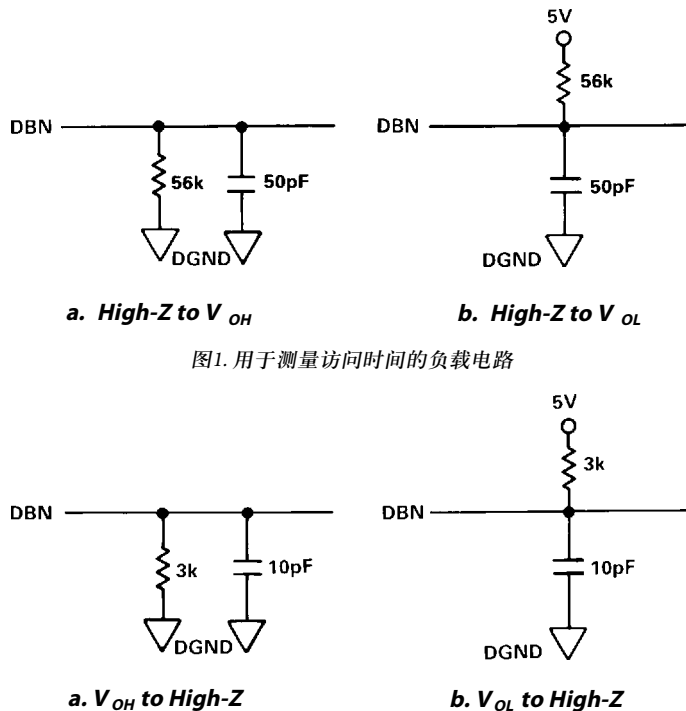 5V
56k
DBN
56k
50pF
DGND
a. High-Z to V OH
DBN
50pF
DGND
b. High-Z to V OL
图1. 用于测量访问时间的负载电路
5V
3k
DBN
3k
10pF
DGND
a. VOH to High-Z
DBN
10pF
DGND
b. VOL to High-Z